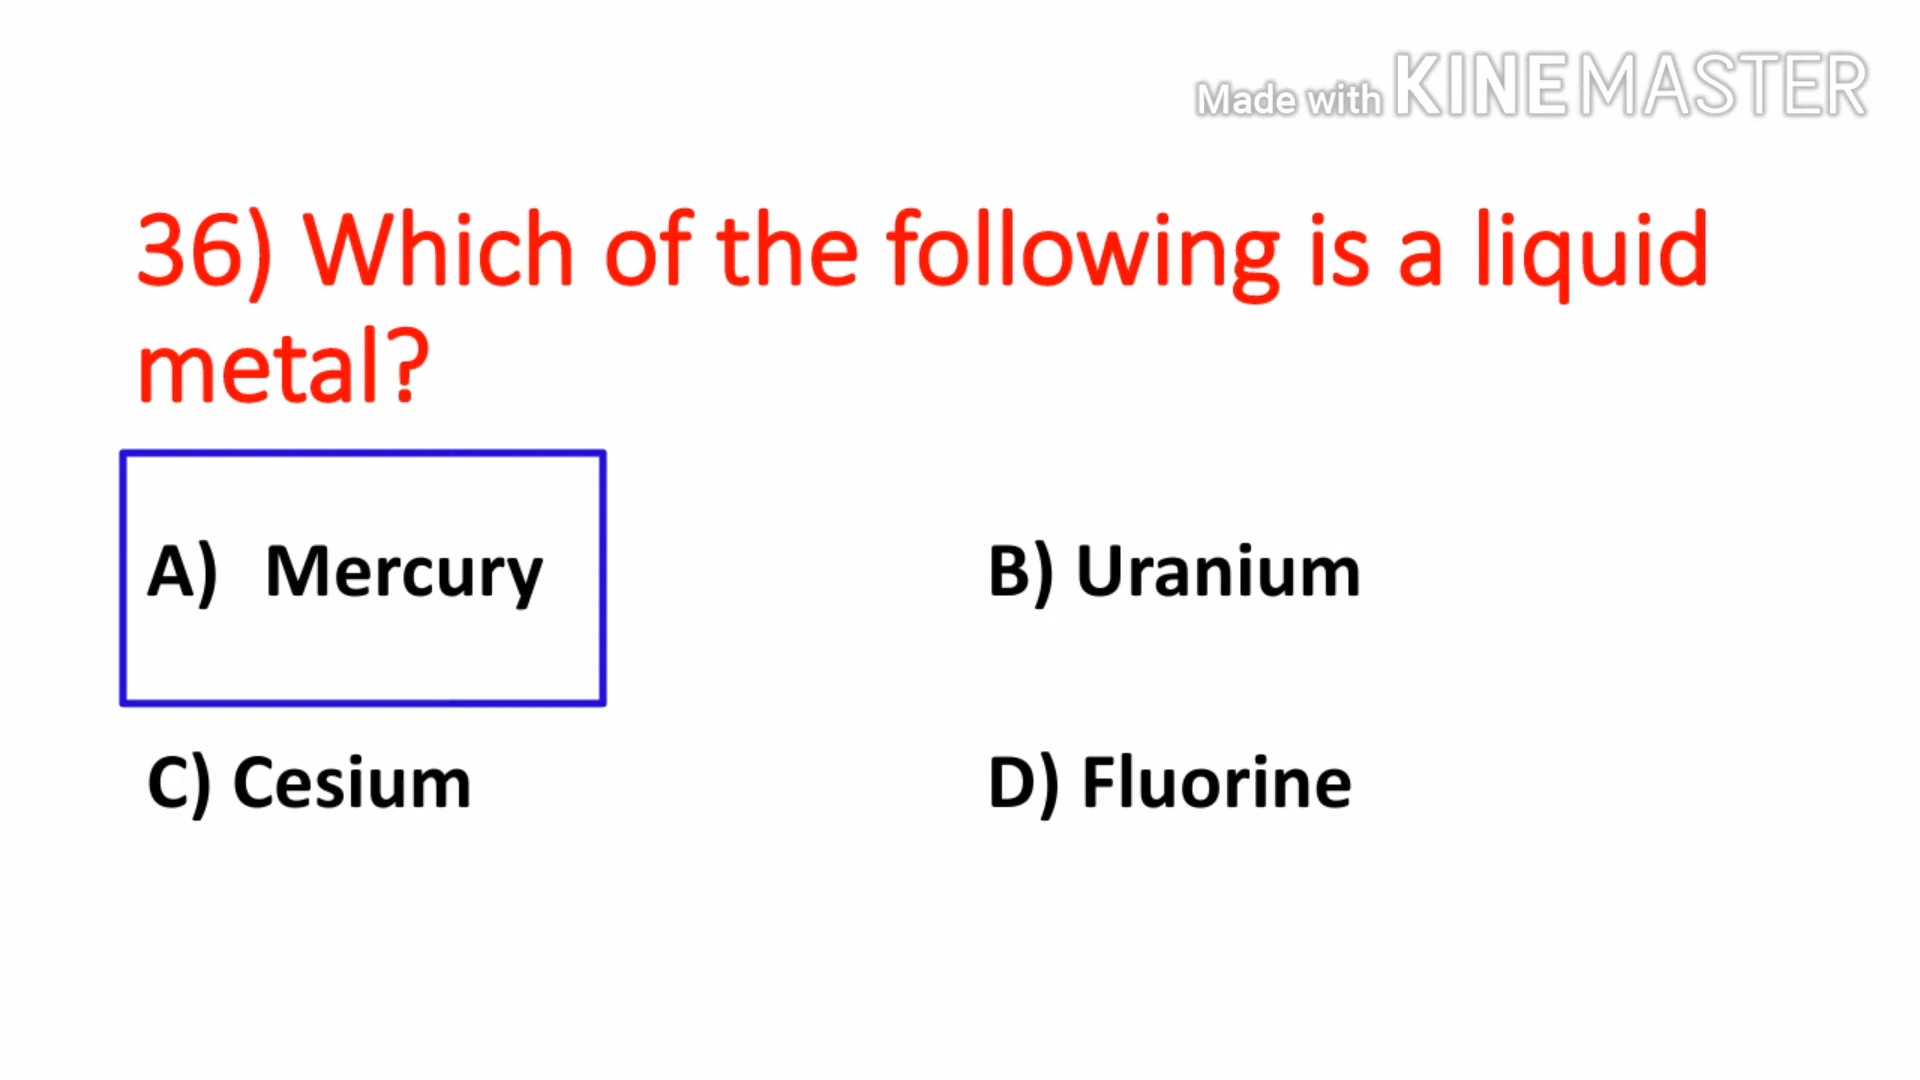 Made with KINEMASTER
36) Which of the following is a liquid
metal?
A) Mercury
B) Uranium
C) Cesium
D) Fluorine